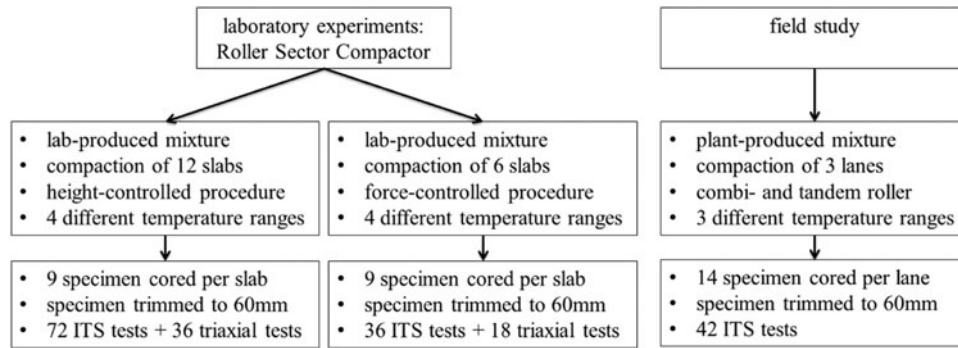 laboratory experiments:
Roller Sector Compactor
field study
• lab-produced mixture
• compaction of 12 slabs
• height-controlled procedure
• 4 different temperature ranges
• lab-produced mixture
• compaction of 6 slabs
• force-controlled procedure
• 4 different temperature ranges
• plant-produced mixture
• compaction of 3 lanes
• combi- and tandem roller
• 3 different temperature ranges
• 9 specimen cored per slab
• specimen trimmed to 60mm
• 72 ITS tests + 36 triaxial tests
• 9 specimen cored per slab
• specimen trimmed to 60mm
• 36 ITS tests + 18 triaxial tests
• 14 specimen cored per lane
• specimen trimmed to 60mm
• 42 ITS tests